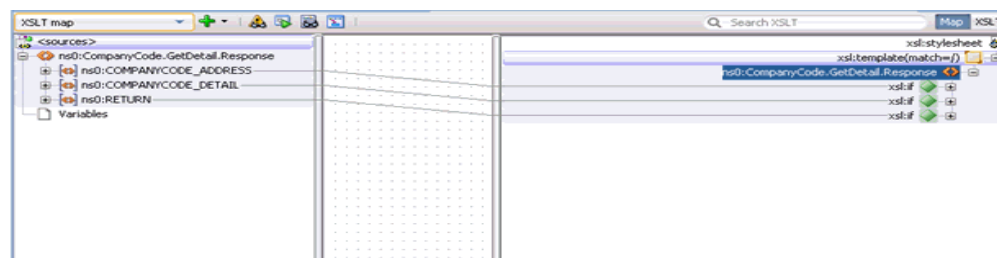 XSLT map
Search XSLT
Map
XSL
<sources>
ns0:CompanyCode.GetDetail.Response
ns0:COMPANYCODE_ADDRESS
ns0:COMPANYCODE_DETAIL
ns0:RETURN
Variables
xsl:stylesheet
xsl:template(match=/)
ns0:CompanyCode.GetDetail.Response
xsl:if
xsl:if
xsl:if